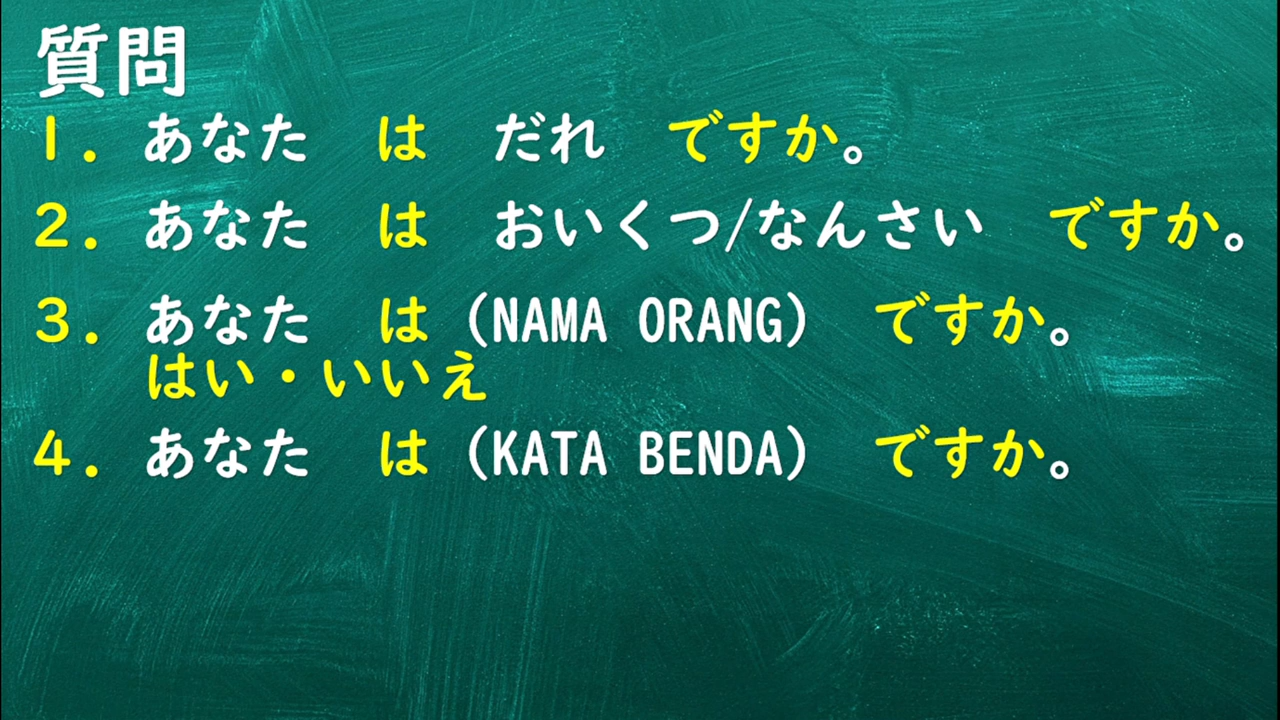 質問
１．あなた　は　だれ　ですか。
２．あなた　は　おいくつ/なんさい　ですか。
３．あなた　は（NAMA ORANG）　ですか。
はい・いいえ
４．あなた　は（KATA BENDA）　ですか。